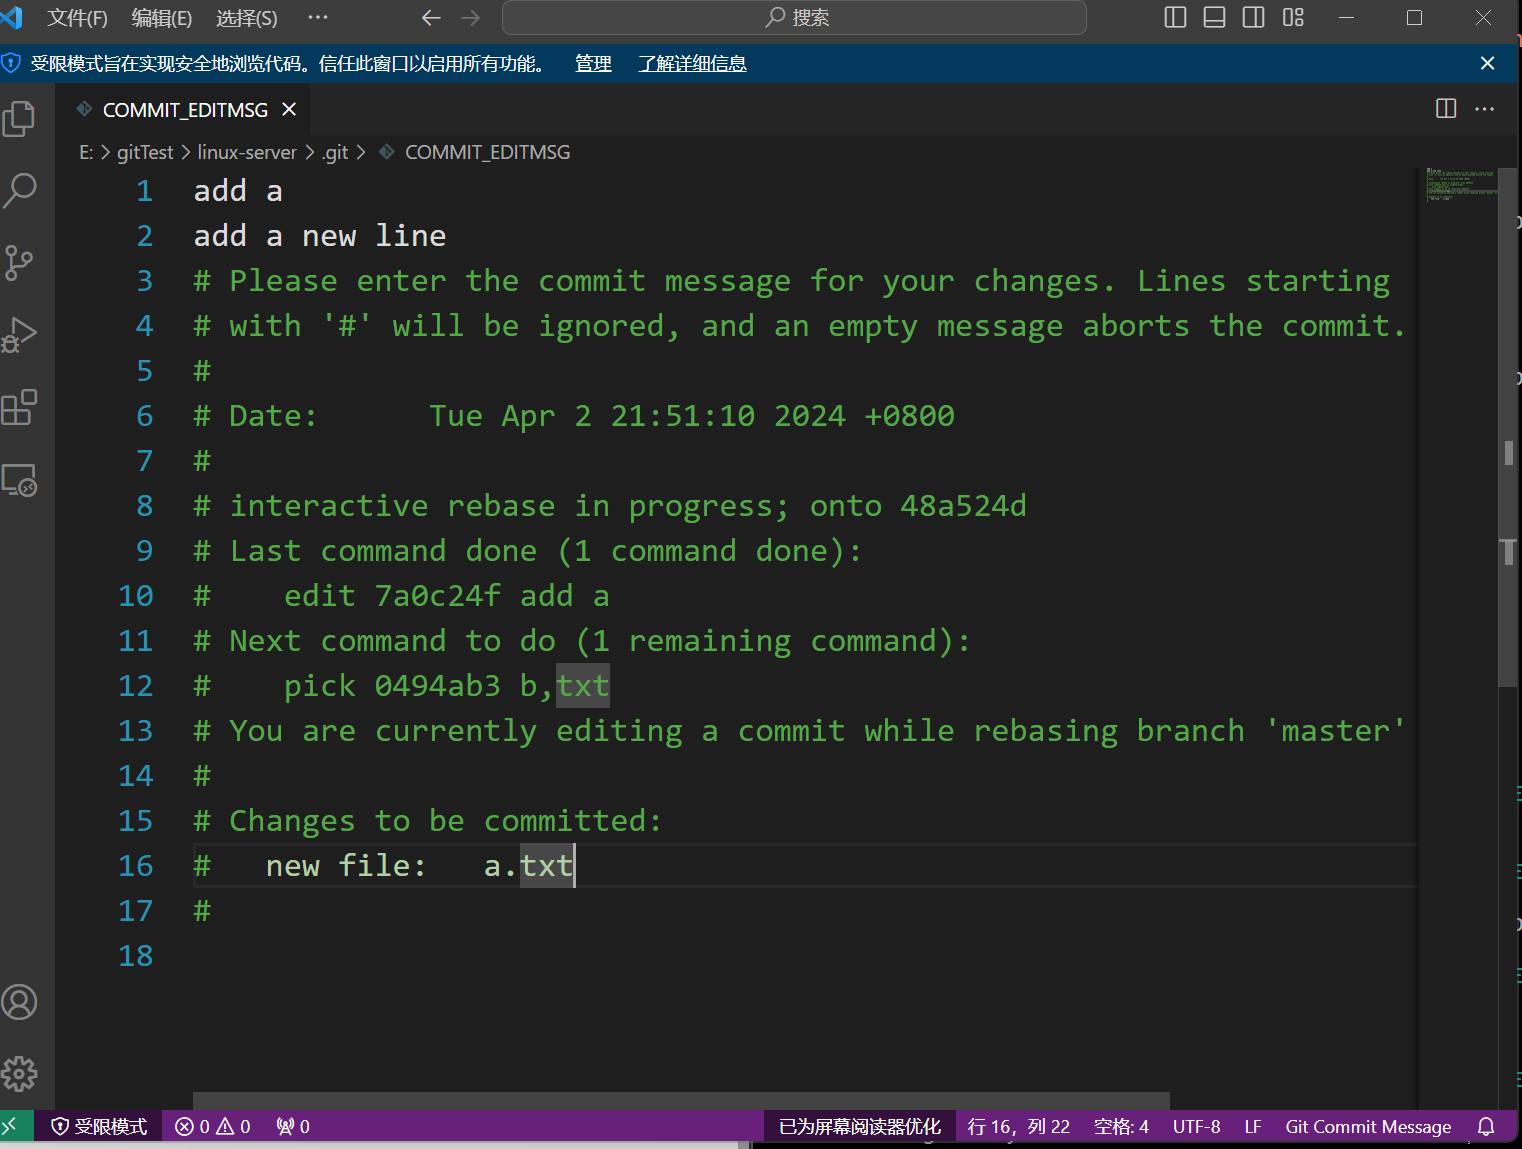 文件(F) 编辑(E) 选择(S) ··· 搜索
受限模式旨在实现安全地浏览代码。信任此窗口以启用所有功能。 管理 了解详细信息
COMMIT_EDITMSG
E: > gitTest > linux-server > .git > COMMIT_EDITMSG
1 add a
2 add a new line
3 # Please enter the commit message for your changes. Lines starting
4 # with '#' will be ignored, and an empty message aborts the commit.
5 #
6 # Date:      Tue Apr 2 21:51:10 2024 +0800
7 #
8 # interactive rebase in progress; onto 48a524d
9 # Last command done (1 command done):
10 #    edit 7a0c24f add a
11 # Next command to do (1 remaining command):
12 #    pick 0494ab3 b,txt
13 # You are currently editing a commit while rebasing branch 'master'
14 #
15 # Changes to be committed:
16 #   new file:   a.txt
17 #
18
受限模式 0 0 0 已为屏幕阅读器优化 行 16，列 22 空格: 4 UTF-8 LF Git Commit Message